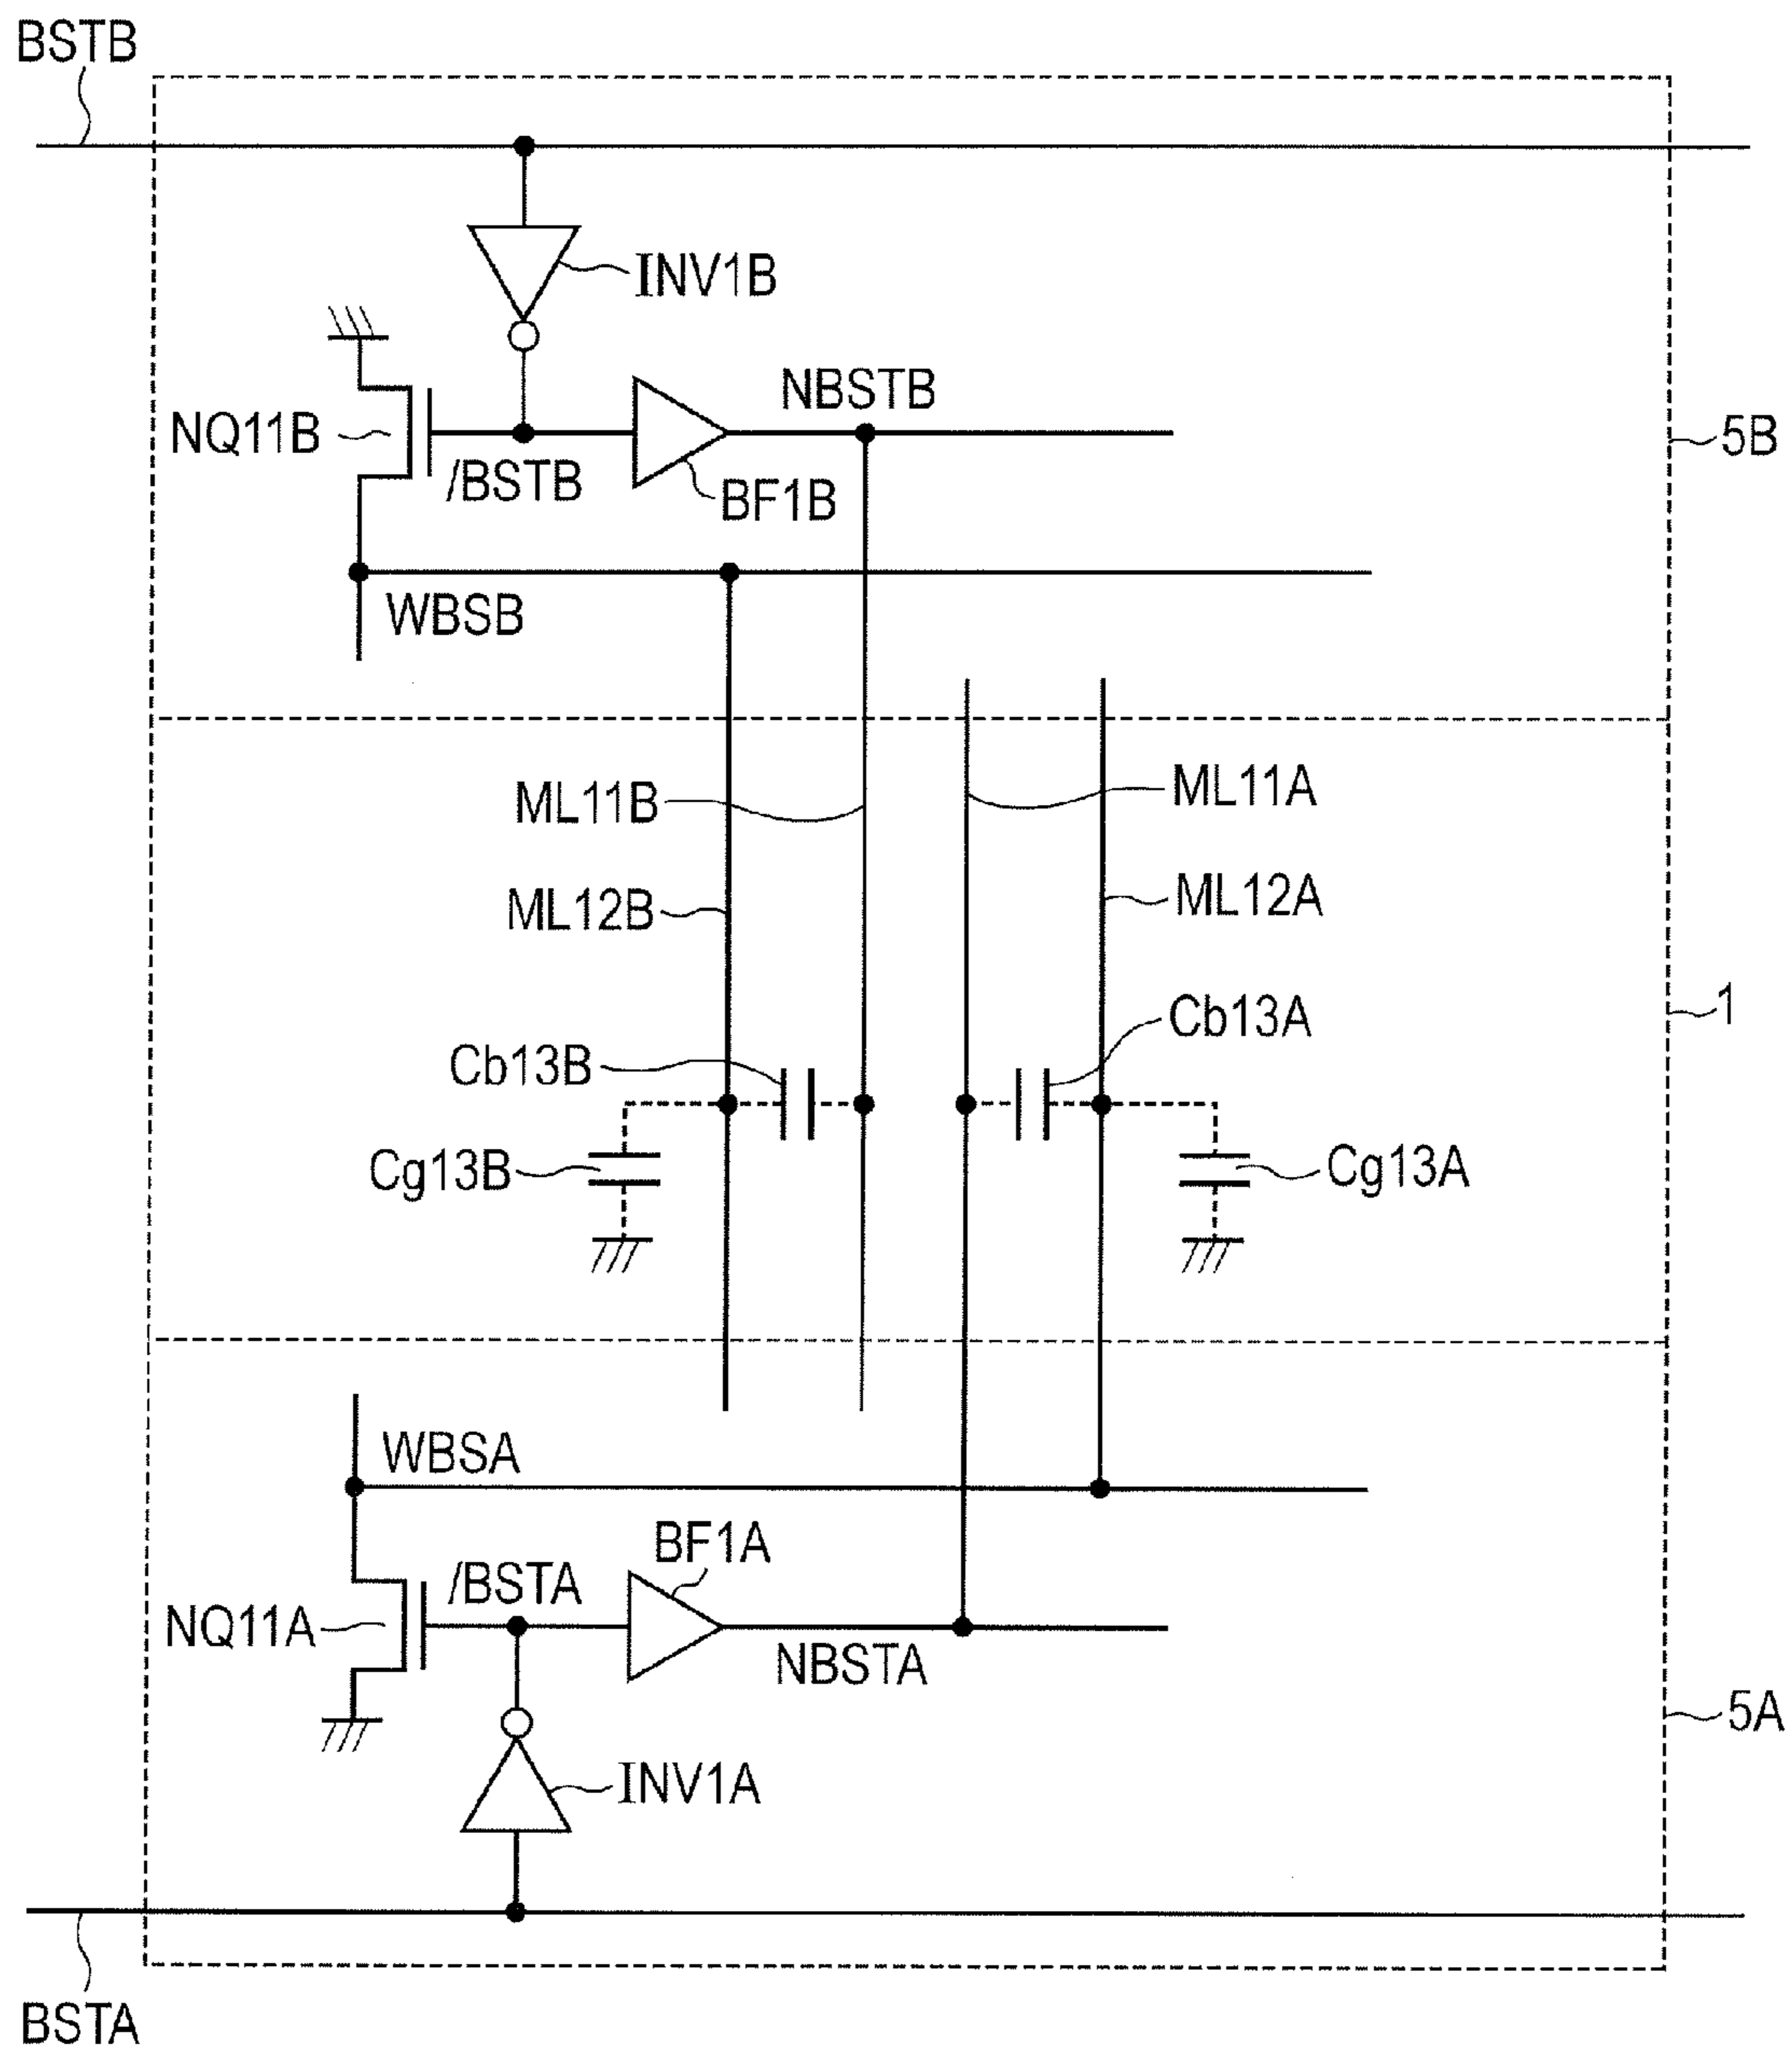 BSTB
INV1B
NBSTB
NQ11B
5B
/BSTB
BF1B
WBSB
ML11B
ML11A
ML12B
ML12A
1
Cb13A
Cb13B
Cg13B
Cg13A
WBSA
BF1A
/BSTA
NQ11A
NBSTA
5A
INV1A
BSTA